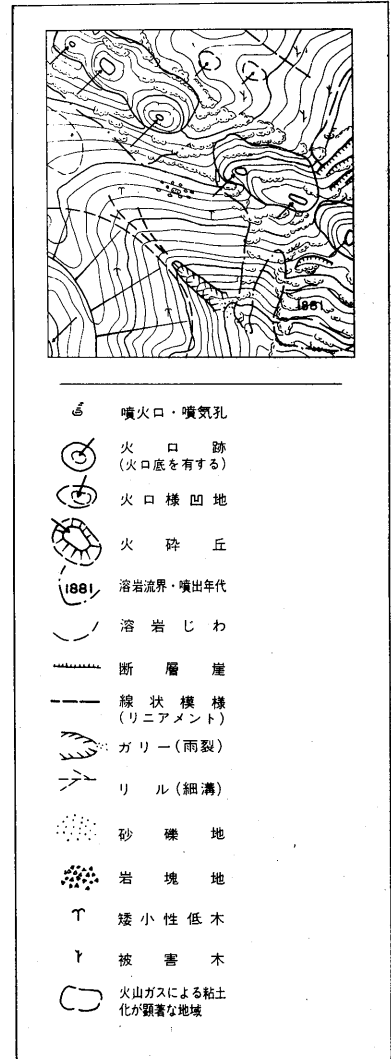 1881
噴火口・噴気孔
火口跡
(火口底を有する)
火口様凹地
火砕丘
1881 溶岩流界・噴出年代
溶岩じわ
断層崖
線状模様
(リニアメント)
ガリー(雨裂)
リル(細溝)
砂礫地
岩塊地
矮小性低木
被害木
火山ガスによる粘土
化が顕著な地域